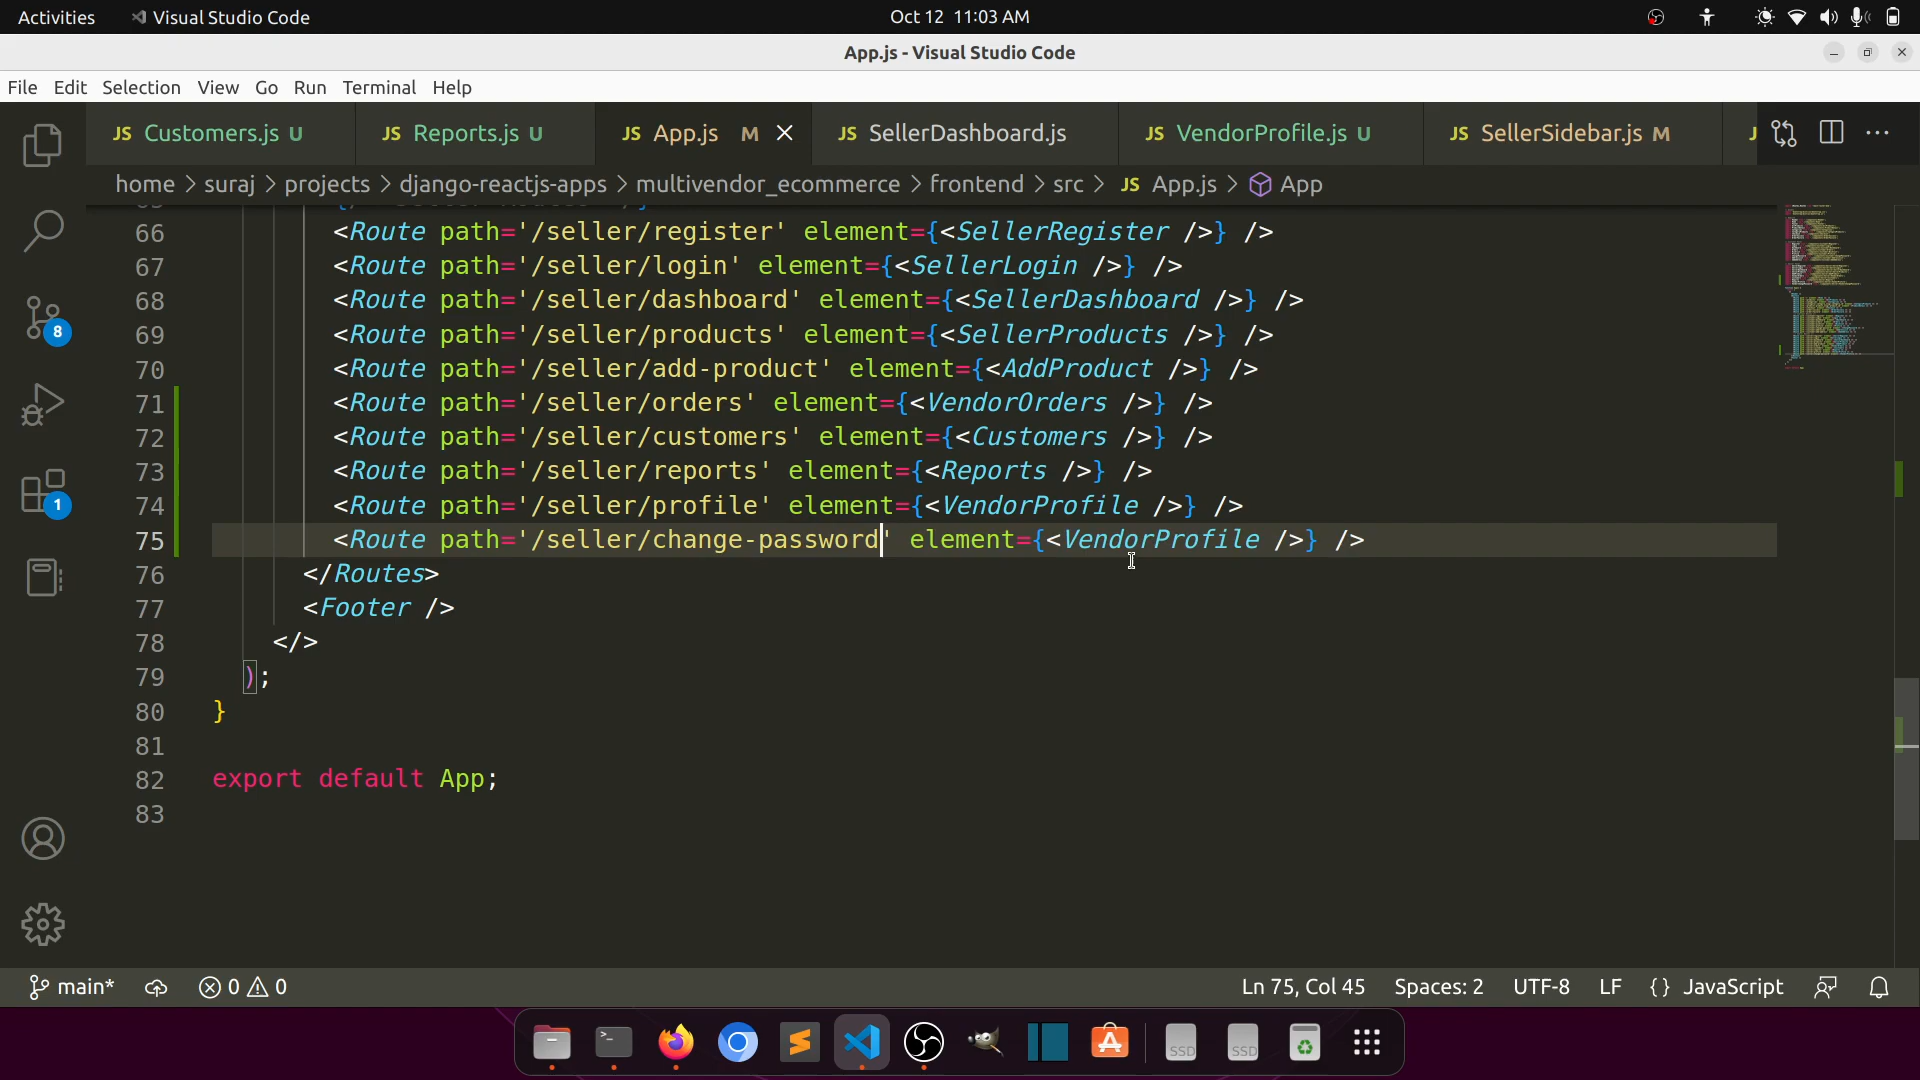 Activities Visual Studio Code Oct 12 11:03 AM
App.js - Visual Studio Code
File Edit Selection View Go Run Terminal Help
JS Customers.js U JS Reports.js U JS App.js M JS SellerDashboard.js JS VendorProfile.js U JS SellerSidebar.js M
home > suraj > projects > django-reactjs-apps > multivendor_ecommerce > frontend > src > JS App.js > App
66 <Route path='/seller/register' element={<SellerRegister />} />
67 <Route path='/seller/login' element={<SellerLogin />} />
68 <Route path='/seller/dashboard' element={<SellerDashboard />} />
69 <Route path='/seller/products' element={<SellerProducts />} />
70 <Route path='/seller/add-product' element={<AddProduct />} />
71 <Route path='/seller/orders' element={<VendorOrders />} />
72 <Route path='/seller/customers' element={<Customers />} />
73 <Route path='/seller/reports' element={<Reports />} />
74 <Route path='/seller/profile' element={<VendorProfile />} />
75 <Route path='/seller/change-password' element={<VendorProfile />} />
76 </Routes>
77 <Footer />
78 </>
79 );
80 }
81
82 export default App;
83
8
1
main* 0 0 Ln 75, Col 45 Spaces: 2 UTF-8 LF {} JavaScript
SSD SSD